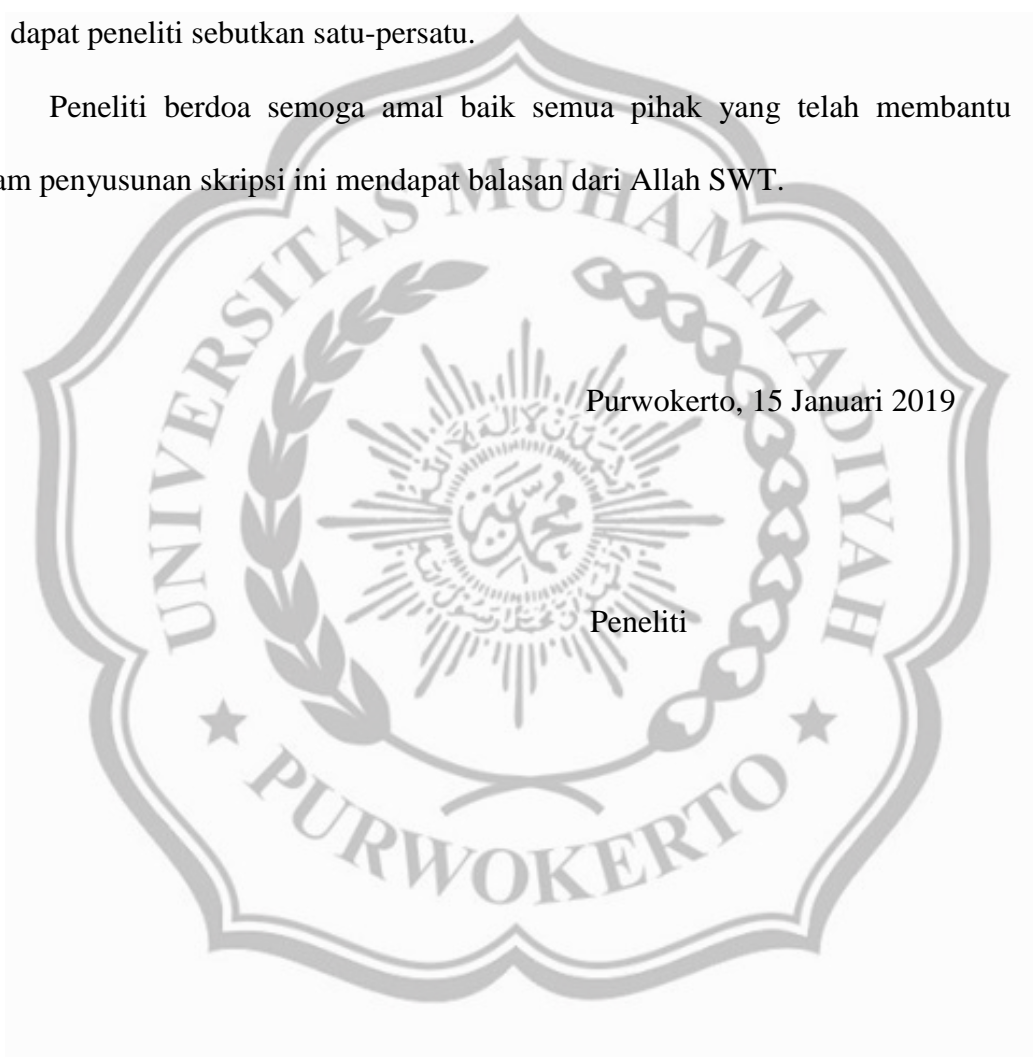 dapat peneliti sebutkan satu-persatu.
Peneliti berdoa semoga amal baik semua pihak yang telah membantu
am penyusunan skripsi ini mendapat balasan dari Allah SWT.
UNIVERSITAS MUHAMMADIYAH
Purwokerto, 15 Januari 2019
Peneliti
PURWOKERTO